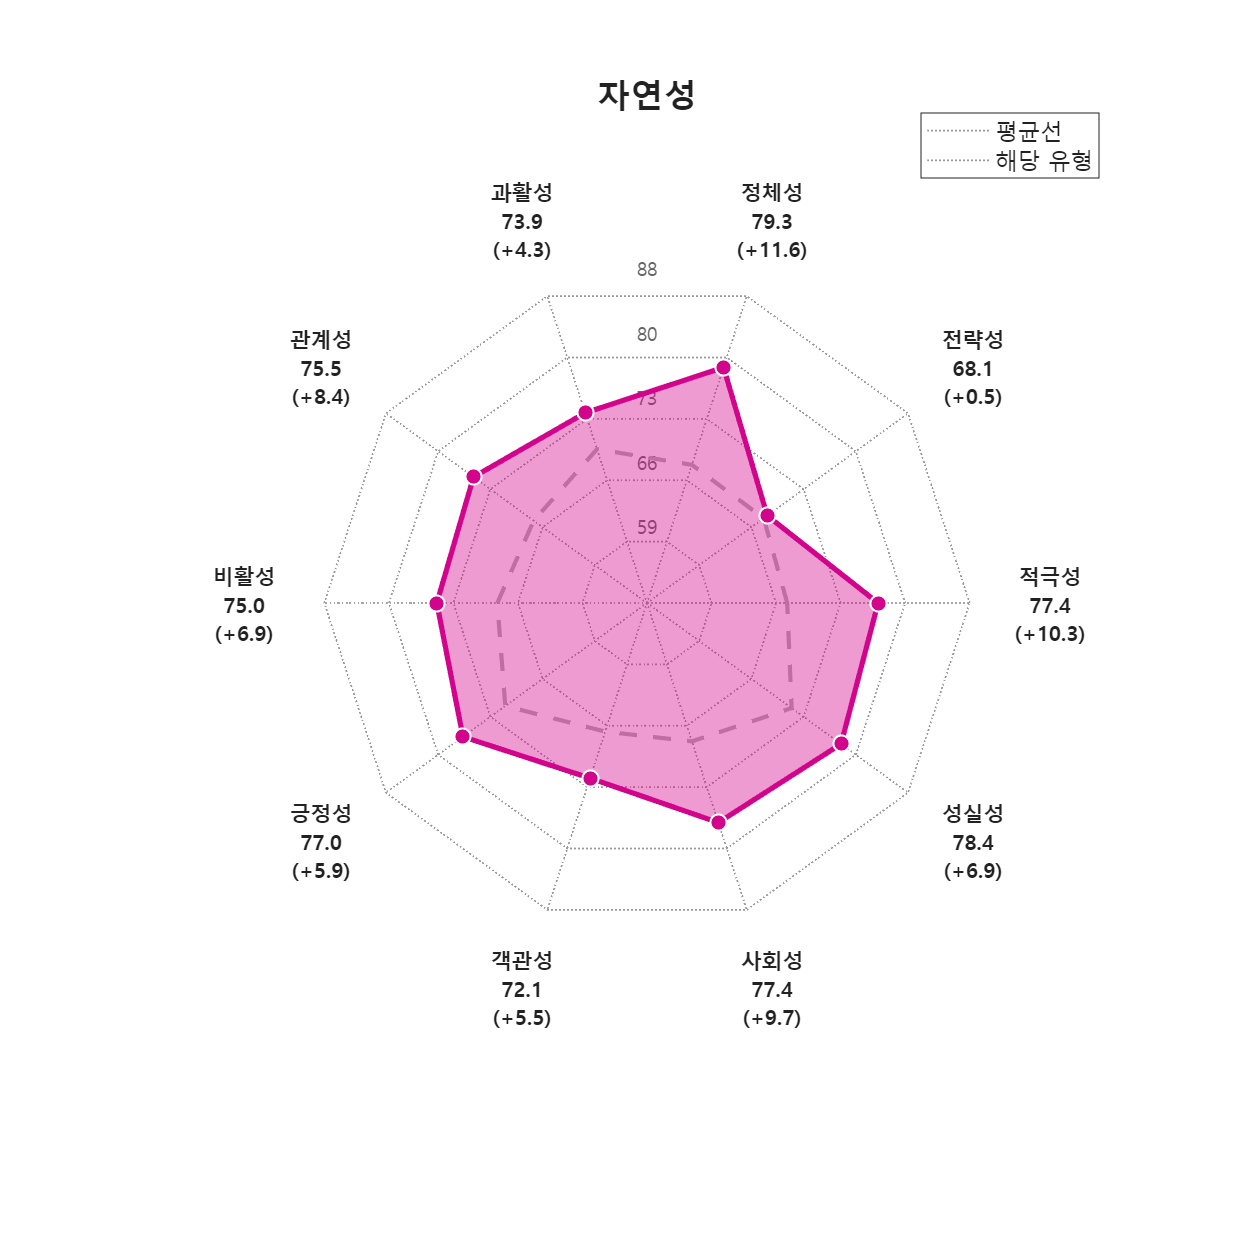 자연성
평균선
해당 유형
과활성
73.9
(+4.3)
정체성
79.3
(+11.6)
88
80
73
66
59
관계성
75.5
(+8.4)
전략성
68.1
(+0.5)
비활성
75.0
(+6.9)
적극성
77.4
(+10.3)
긍정성
77.0
(+5.9)
성실성
78.4
(+6.9)
객관성
72.1
(+5.5)
사회성
77.4
(+9.7)